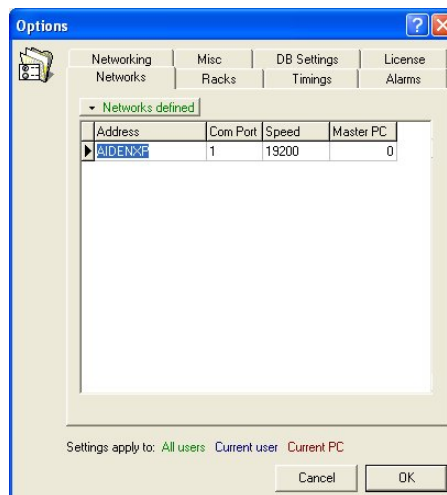 Options
Networking Misc DB Settings License
Networks Racks Timings Alarms
Networks defined
Address Com Port Speed Master PC
AIDENXP 1 19200 0
Settings apply to: All users Current user Current PC
Cancel OK